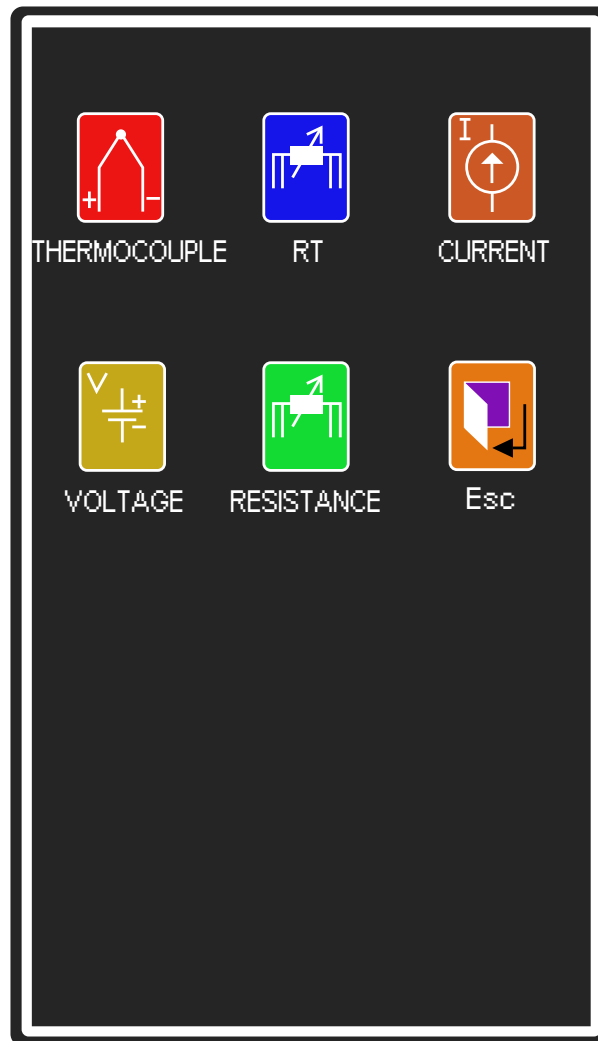 + −
I
THERMOCOUPLE RT CURRENT
V
+
−
VOLTAGE RESISTANCE Esc